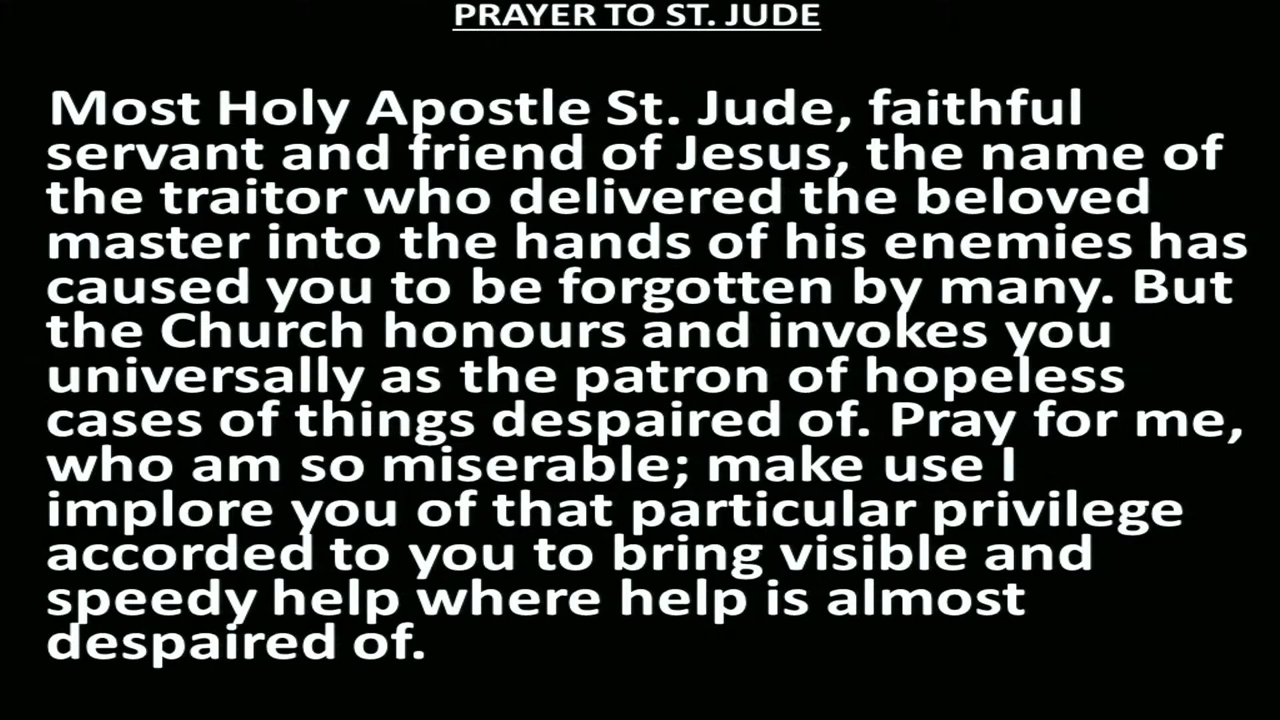 PRAYER TO ST. JUDE
Most Holy Apostle St. Jude, faithful
servant and friend of Jesus, the name of
the traitor who delivered the beloved
master into the hands of his enemies has
caused you to be forgotten by many. But
the Church honours and invokes you
universally as the patron of hopeless
cases of things despaired of. Pray for me,
who am so miserable; make use I
implore you of that particular privilege
accorded to you to bring visible and
speedy help where help is almost
despaired of.